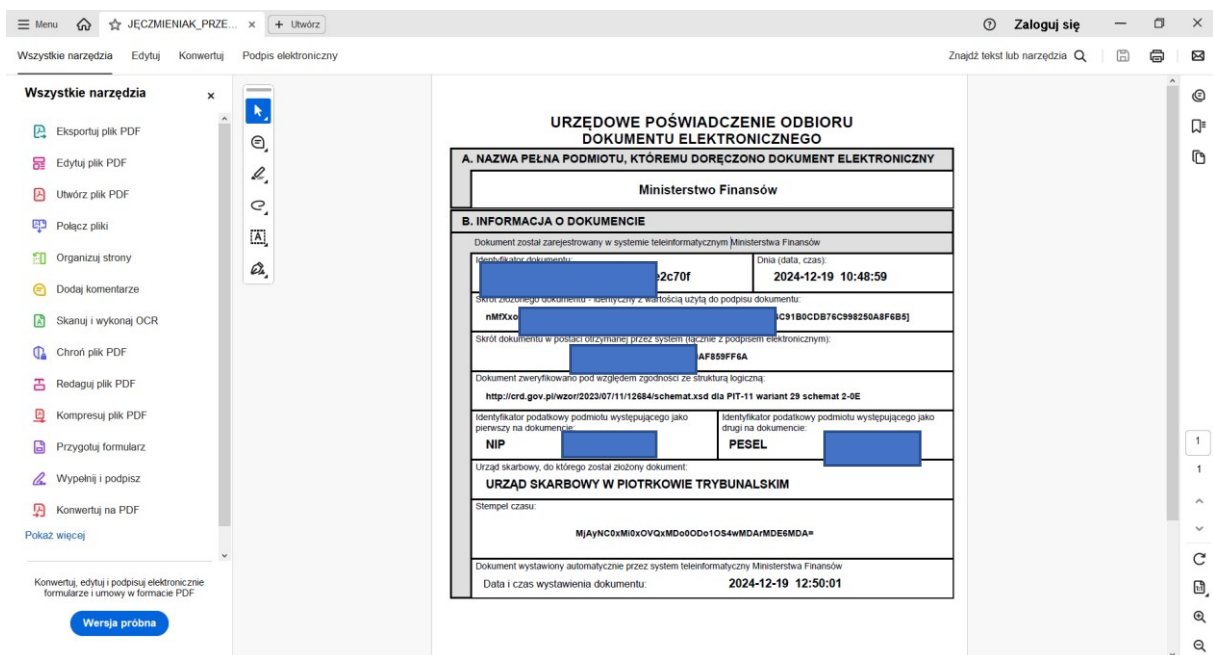 Menu
JĘCZMIENIAK_PRZE...
+ Utwórz
Zaloguj się
Wszystkie narzędzia Edytuj Konwertuj Podpis elektroniczny
Znajdź tekst lub narzędzia
Wszystkie narzędzia
Eksportuj plik PDF
Edytuj plik PDF
Utwórz plik PDF
Połącz pliki
Organizuj strony
Dodaj komentarze
Skanuj i wykonaj OCR
Chroń plik PDF
Redaguj plik PDF
Kompresuj plik PDF
Przygotuj formularz
Wypełnij i podpisz
Konwertuj na PDF
Pokaż więcej
Konwertuj, edytuj i podpisuj elektronicznie
formularze i umowy w formacie PDF
Wersja próbna
URZĘDOWE POŚWIADCZENIE ODBIORU
DOKUMENTU ELEKTRONICZNEGO
A. NAZWA PEŁNA PODMIOTU, KTÓREMU DORĘCZONO DOKUMENT ELEKTRONICZNY
Ministerstwo Finansów
B. INFORMACJA O DOKUMENCIE
Dokument został zarejestrowany w systemie teleinformatycznym Ministerstwa Finansów
Identyfikator dokumentu:
e2c70f
Dnia (data, czas):
2024-12-19 10:48:59
Skrót złożonego dokumentu - identyczny z wartością użytą do podpisu dokumentu:
nMfXxo
C91B0CDB76C998250A8F6B5]
Skrót dokumentu w postaci otrzymanej przez system (łącznie z podpisem elektronicznym):
AF859FF6A
Dokument zweryfikowano pod względem zgodności ze strukturą logiczną:
http://crd.gov.pl/wzor/2023/07/11/12684/schemat.xsd dla PIT-11 wariant 29 schemat 2-0E
Identyfikator podatkowy podmiotu występującego jako
pierwszy na dokumencie:
NIP
Identyfikator podatkowy podmiotu występującego jako
drugi na dokumencie:
PESEL
Urząd skarbowy, do którego został złożony dokument:
URZĄD SKARBOWY W PIOTRKOWIE TRYBUNALSKIM
Stempel czasu:
MjAyNC0xMi0xOVQxMDo0ODo1OS4wMDArMDE6MDA=
Dokument wystawiony automatycznie przez system teleinformatyczny Ministerstwa Finansów
Data i czas wystawienia dokumentu: 2024-12-19 12:50:01
1
1